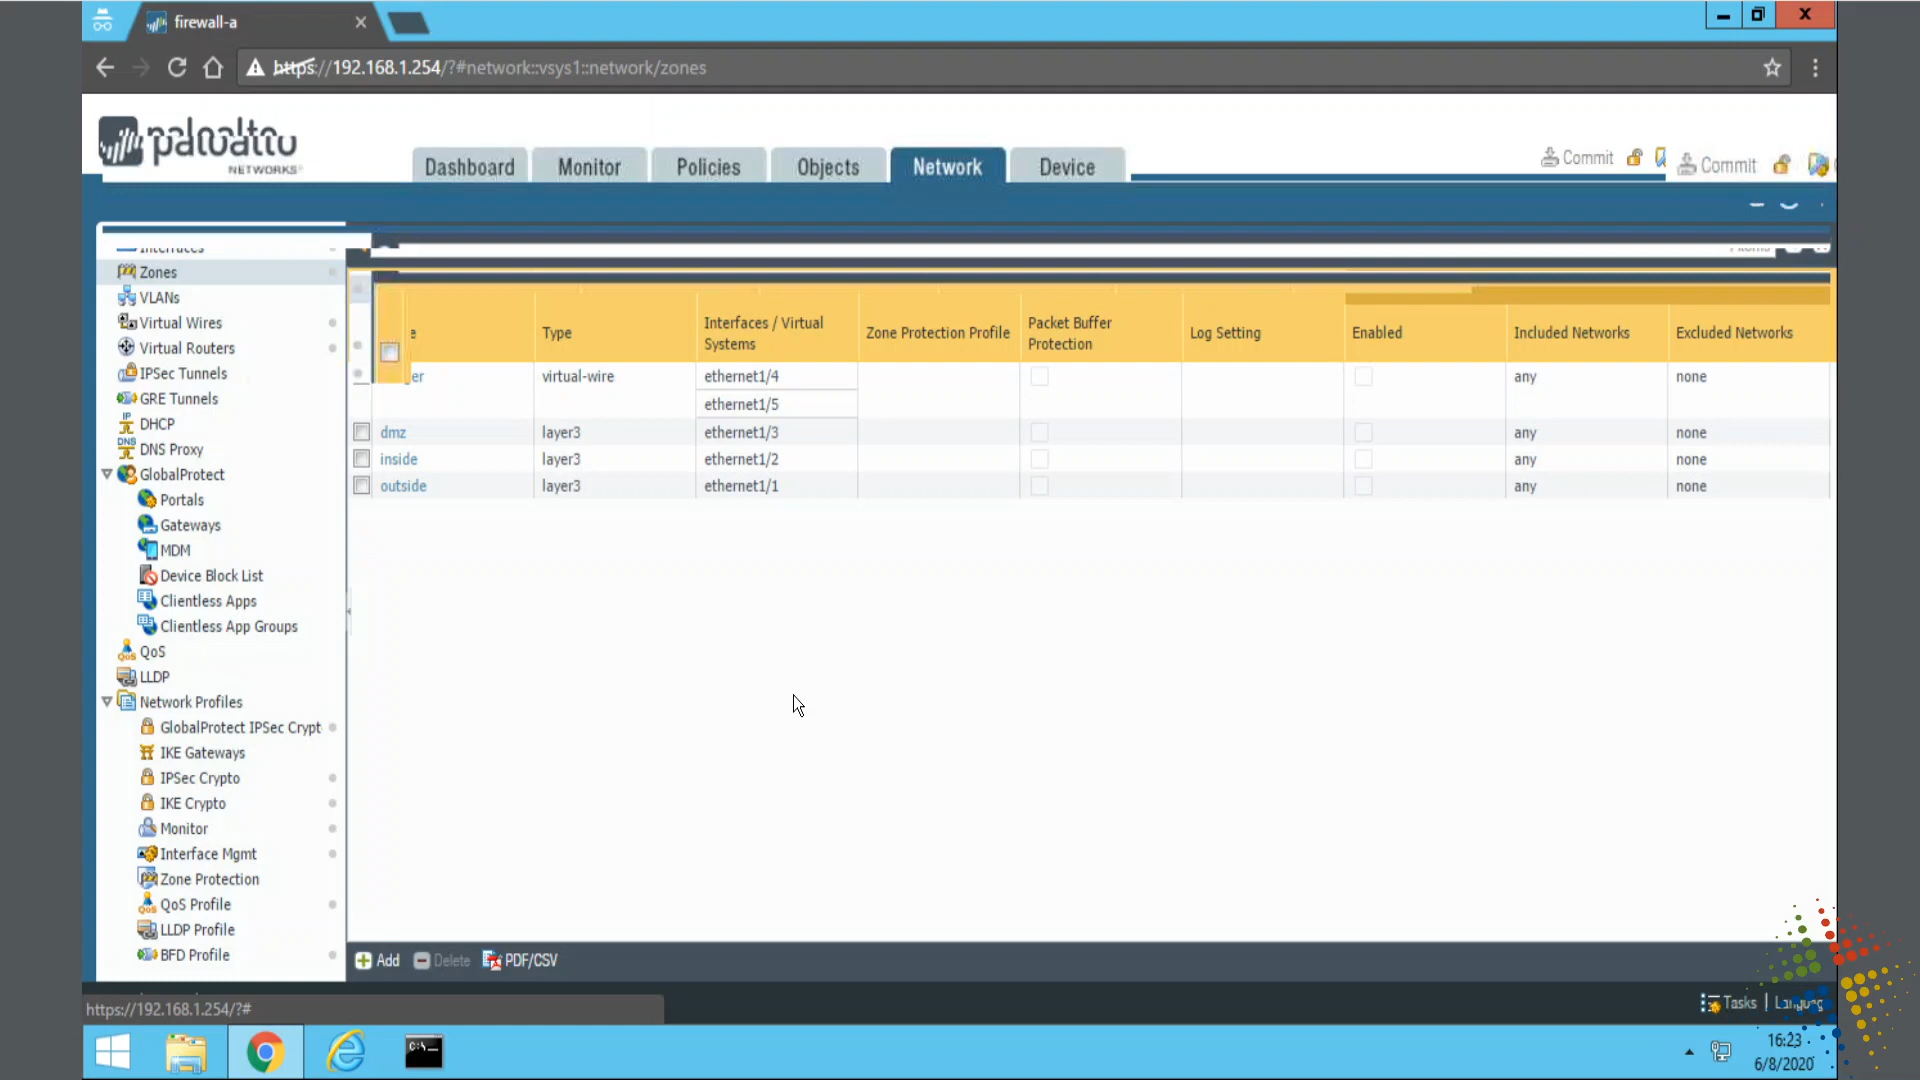 firewall-a
https://192.168.1.254/?#network::vsys1::network/zones
paloalto
NETWORKS
Dashboard
Monitor
Policies
Objects
Network
Device
Commit
Commit
Interfaces
Zones
VLANs
Virtual Wires
Virtual Routers
IPSec Tunnels
GRE Tunnels
DHCP
DNS Proxy
GlobalProtect
Portals
Gateways
MDM
Device Block List
Clientless Apps
Clientless App Groups
QoS
LLDP
Network Profiles
GlobalProtect IPSec Crypt
IKE Gateways
IPSec Crypto
IKE Crypto
Monitor
Interface Mgmt
Zone Protection
QoS Profile
LLDP Profile
BFD Profile
e Type Interfaces / Virtual Systems Zone Protection Profile Packet Buffer Protection Log Setting Enabled Included Networks Excluded Networks
er virtual-wire ethernet1/4 any none
ethernet1/5
dmz layer3 ethernet1/3 any none
inside layer3 ethernet1/2 any none
outside layer3 ethernet1/1 any none
Add Delete PDF/CSV
https://192.168.1.254/?#
Tasks |
16:23
6/8/2020